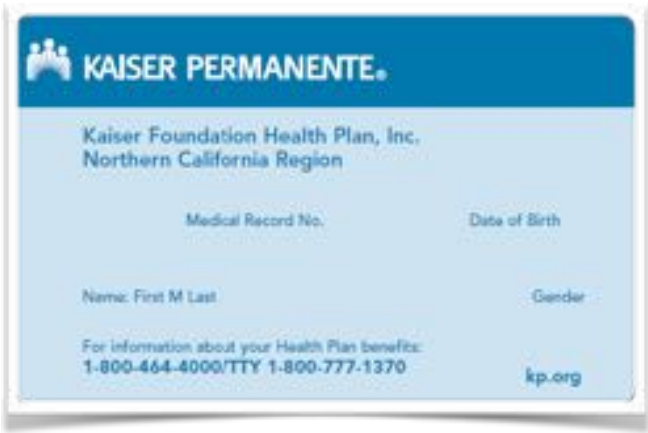 KAISER PERMANENTE®
Kaiser Foundation Health Plan, Inc.
Northern California Region
Medical Record No. Date of Birth
Name: First M Last Gender
For information about your Health Plan benefits:
1-800-464-4000/TTY 1-800-777-1370
kp.org